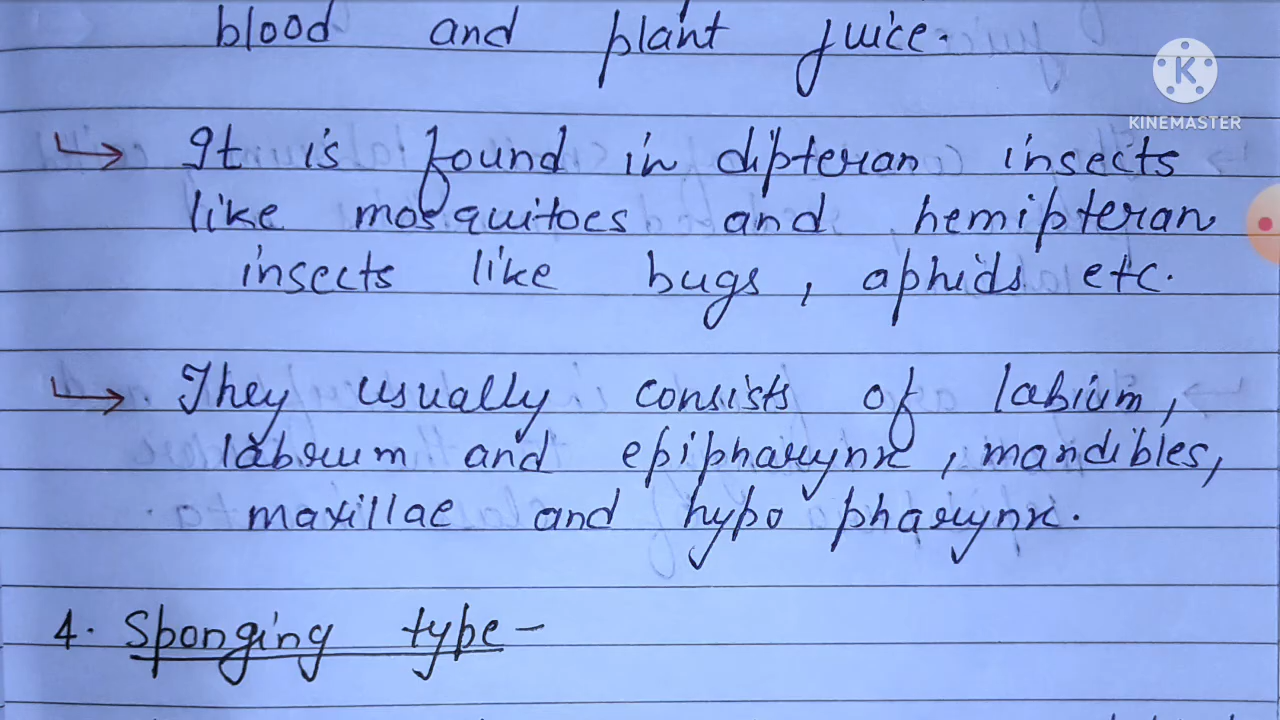 blood and plant juice.
KINEMASTER
→ It is found in dipteran insects
like mosquitoes and hemipteran
insects like bugs, aphids etc.
→ They usually consists of labium,
labrum and epipharynx, mandibles,
maxillae and hypo pharynx.
4. Sponging type -